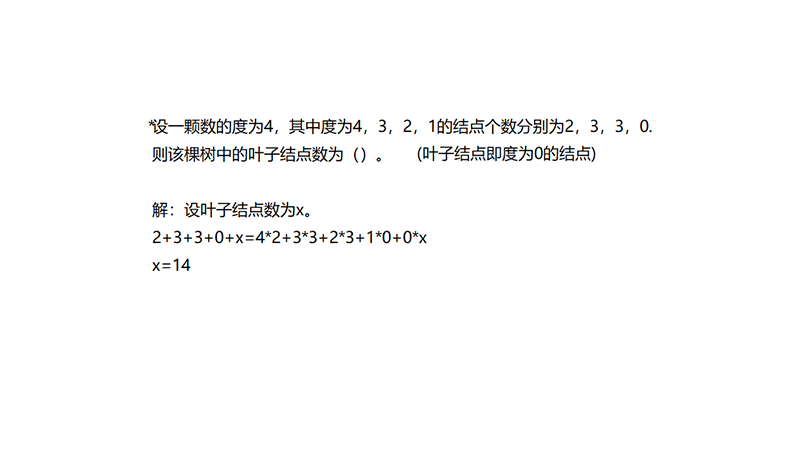 *设一颗数的度为4，其中度为4，3，2，1的结点个数分别为2，3，3，0.
则该棵树中的叶子结点数为（）。 (叶子结点即度为0的结点)
解：设叶子结点数为x。
2+3+3+0+x=4*2+3*3+2*3+1*0+0*x
x=14